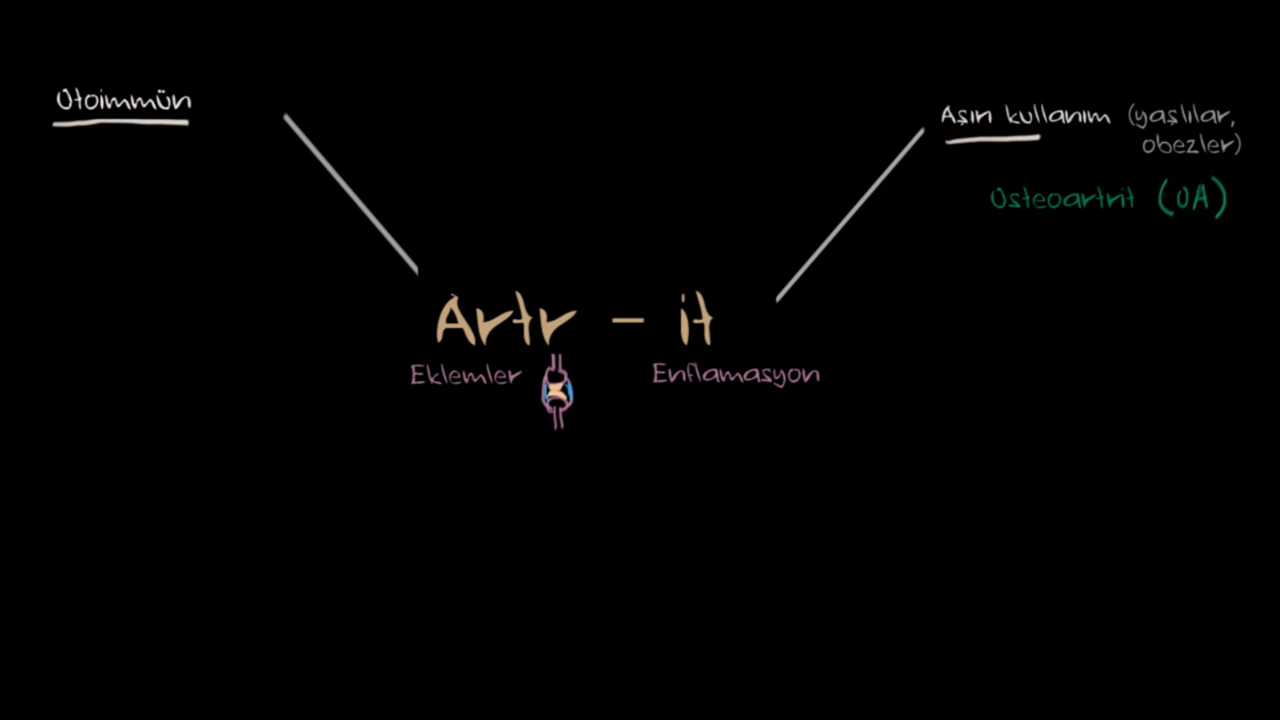 Otoimmün
Aşırı kullanım (yaşlılar,
obezler)
Osteoartrit (OA)
Artr - it
Eklemler
Enflamasyon